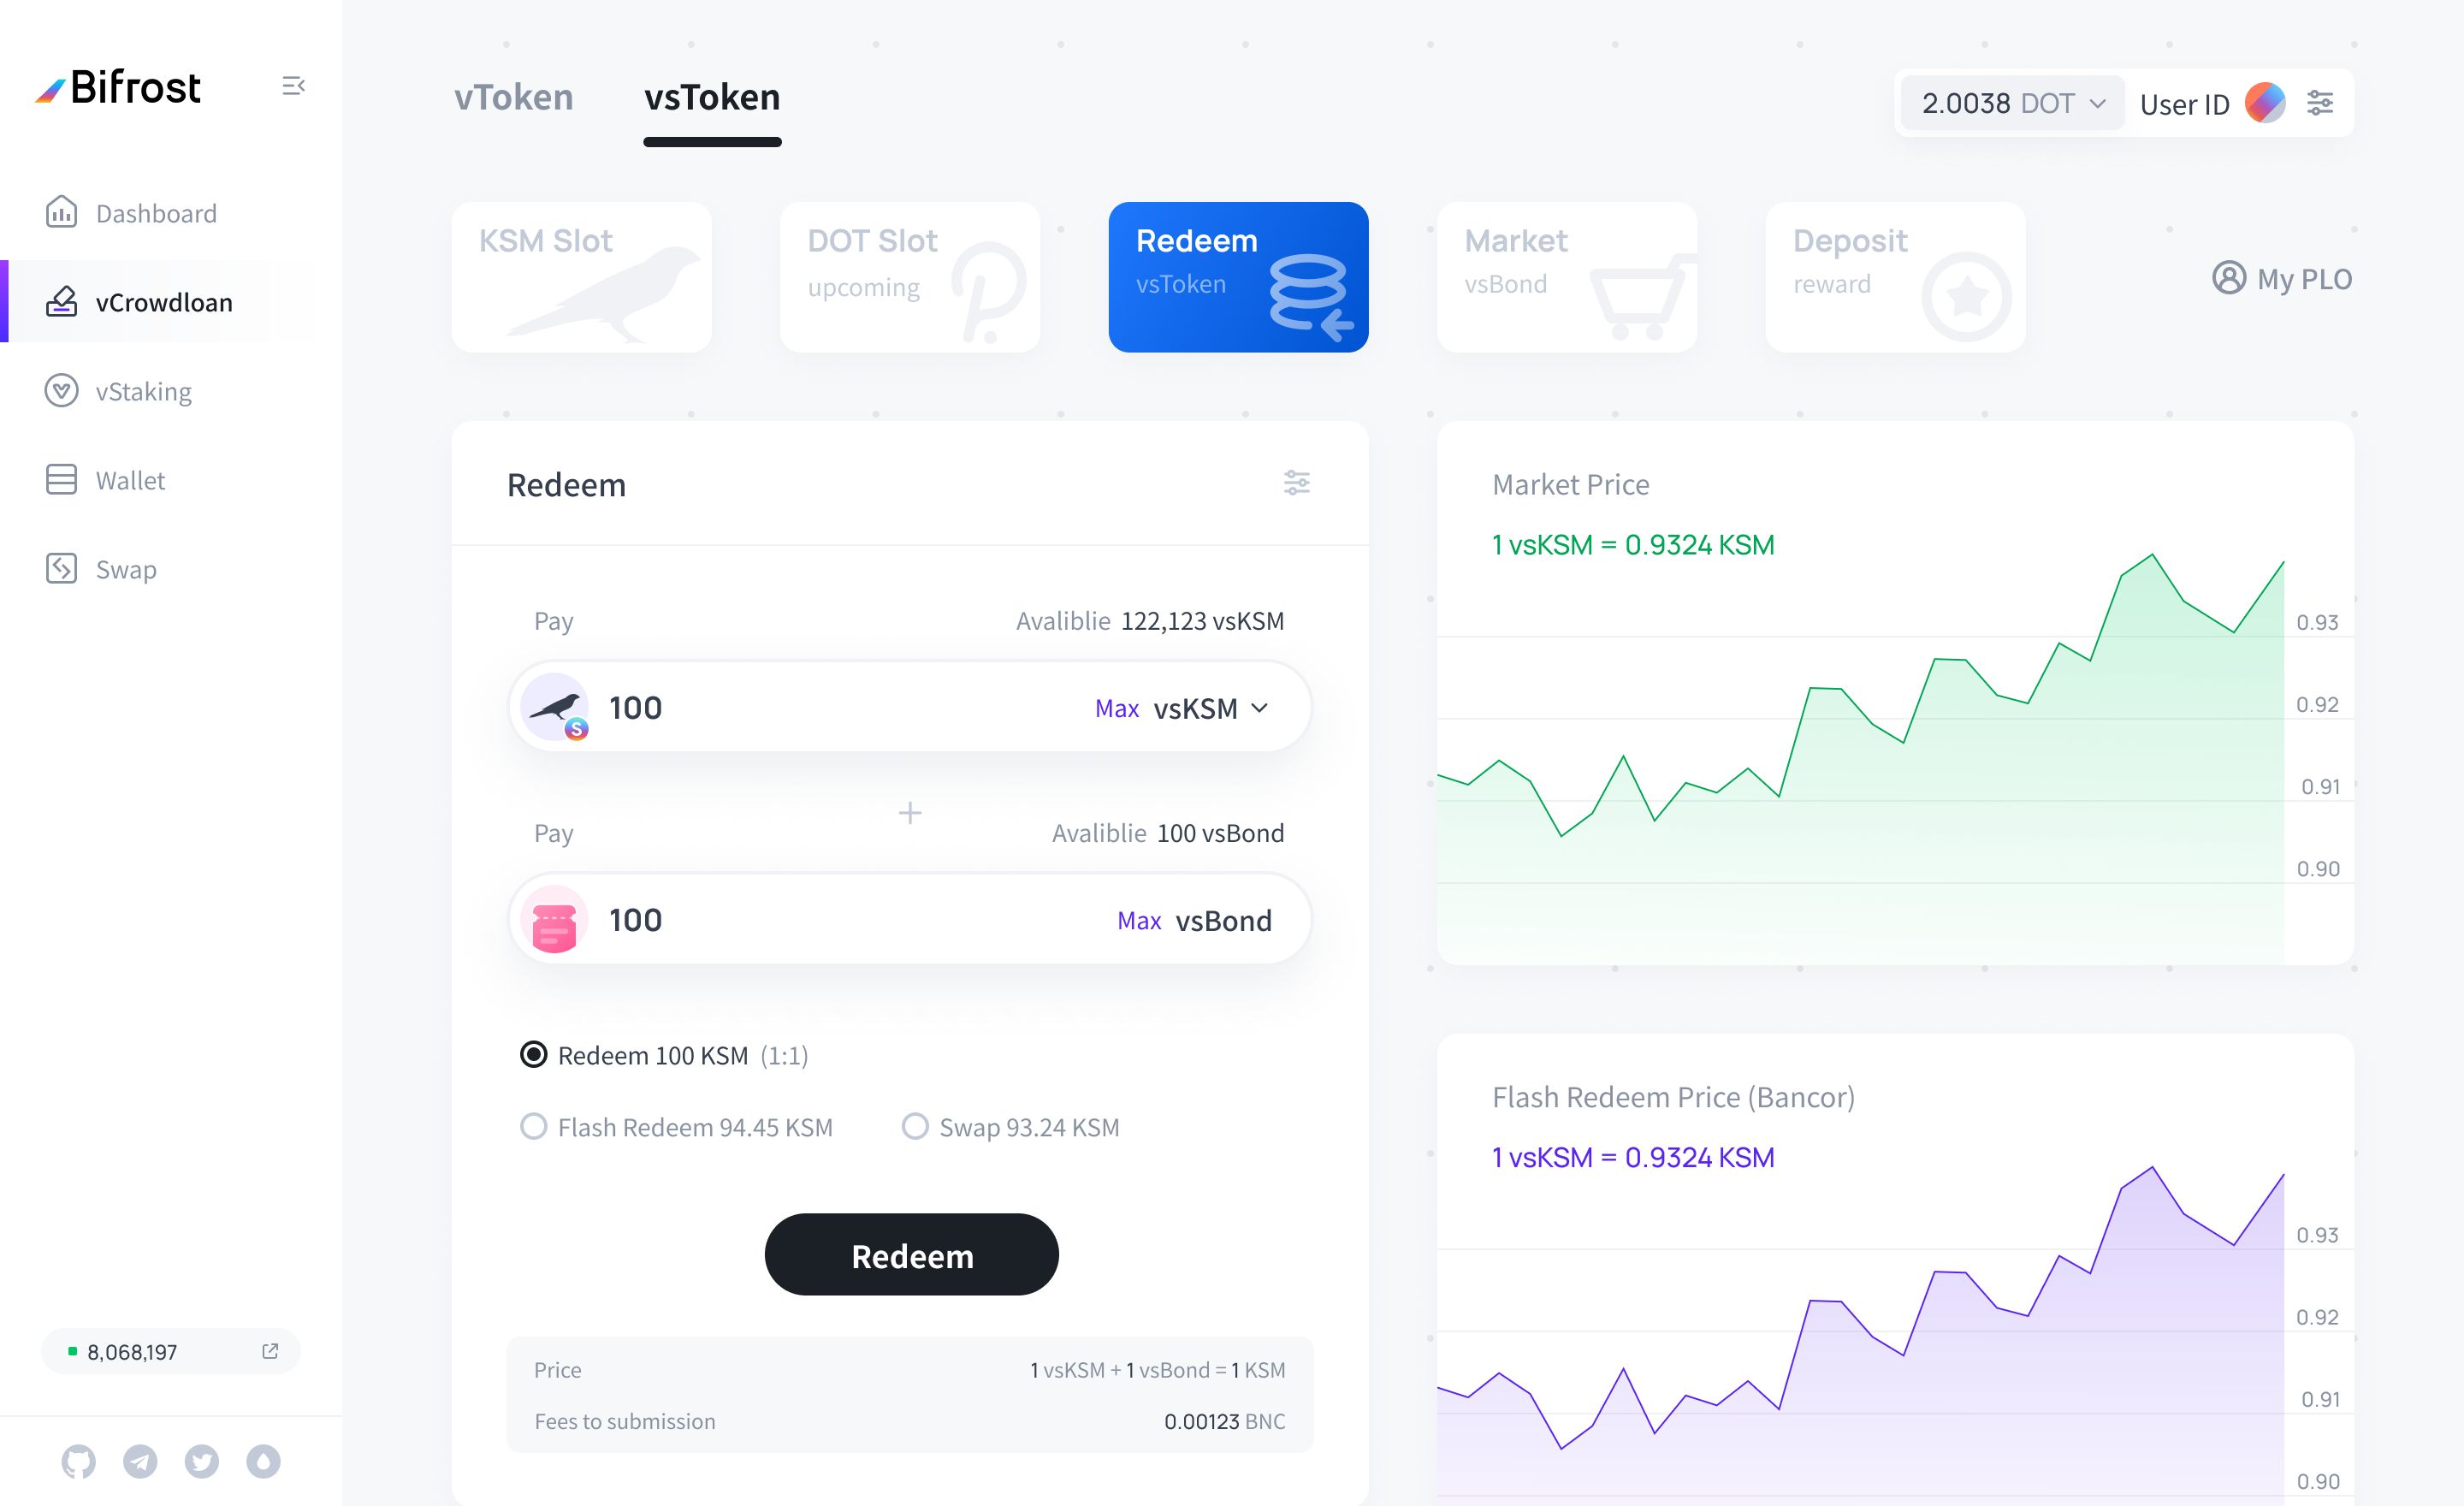 Bifrost
Dashboard
vCrowdloan
vStaking
Wallet
Swap
8,068,197
vToken
vsToken
2.0038 DOT
User ID
KSM Slot
DOT Slot
upcoming
Redeem
vsToken
Market
vsBond
Deposit
reward
My PLO
Redeem
Pay
Avaliblie 122,123 vsKSM
S
100
Max vsKSM
+
Pay
Avaliblie 100 vsBond
100
Max vsBond
Redeem 100 KSM (1:1)
Flash Redeem 94.45 KSM
Swap 93.24 KSM
Redeem
Price
1 vsKSM + 1 vsBond = 1 KSM
Fees to submission
0.00123 BNC
Market Price
1 vsKSM = 0.9324 KSM
0.93
0.92
0.91
0.90
Flash Redeem Price (Bancor)
1 vsKSM = 0.9324 KSM
0.93
0.92
0.91
0.90